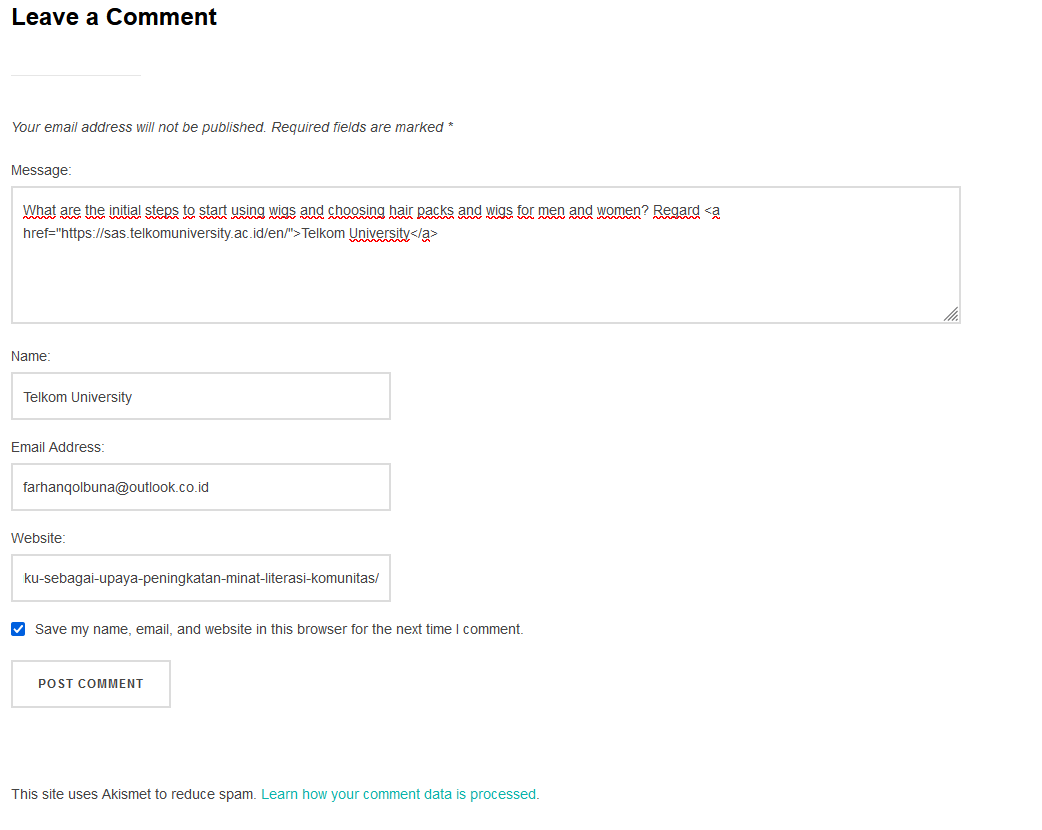 Leave a Comment
Your email address will not be published. Required fields are marked *
Message:
What are the initial steps to start using wigs and choosing hair packs and wigs for men and women? Regard <a
href="https://sas.telkomuniversity.ac.id/en/">Telkom University</a>
Name:
Telkom University
Email Address:
farhanqolbuna@outlook.co.id
Website:
ku-sebagai-upaya-peningkatan-minat-literasi-komunitas/
Save my name, email, and website in this browser for the next time I comment.
POST COMMENT
This site uses Akismet to reduce spam. Learn how your comment data is processed.